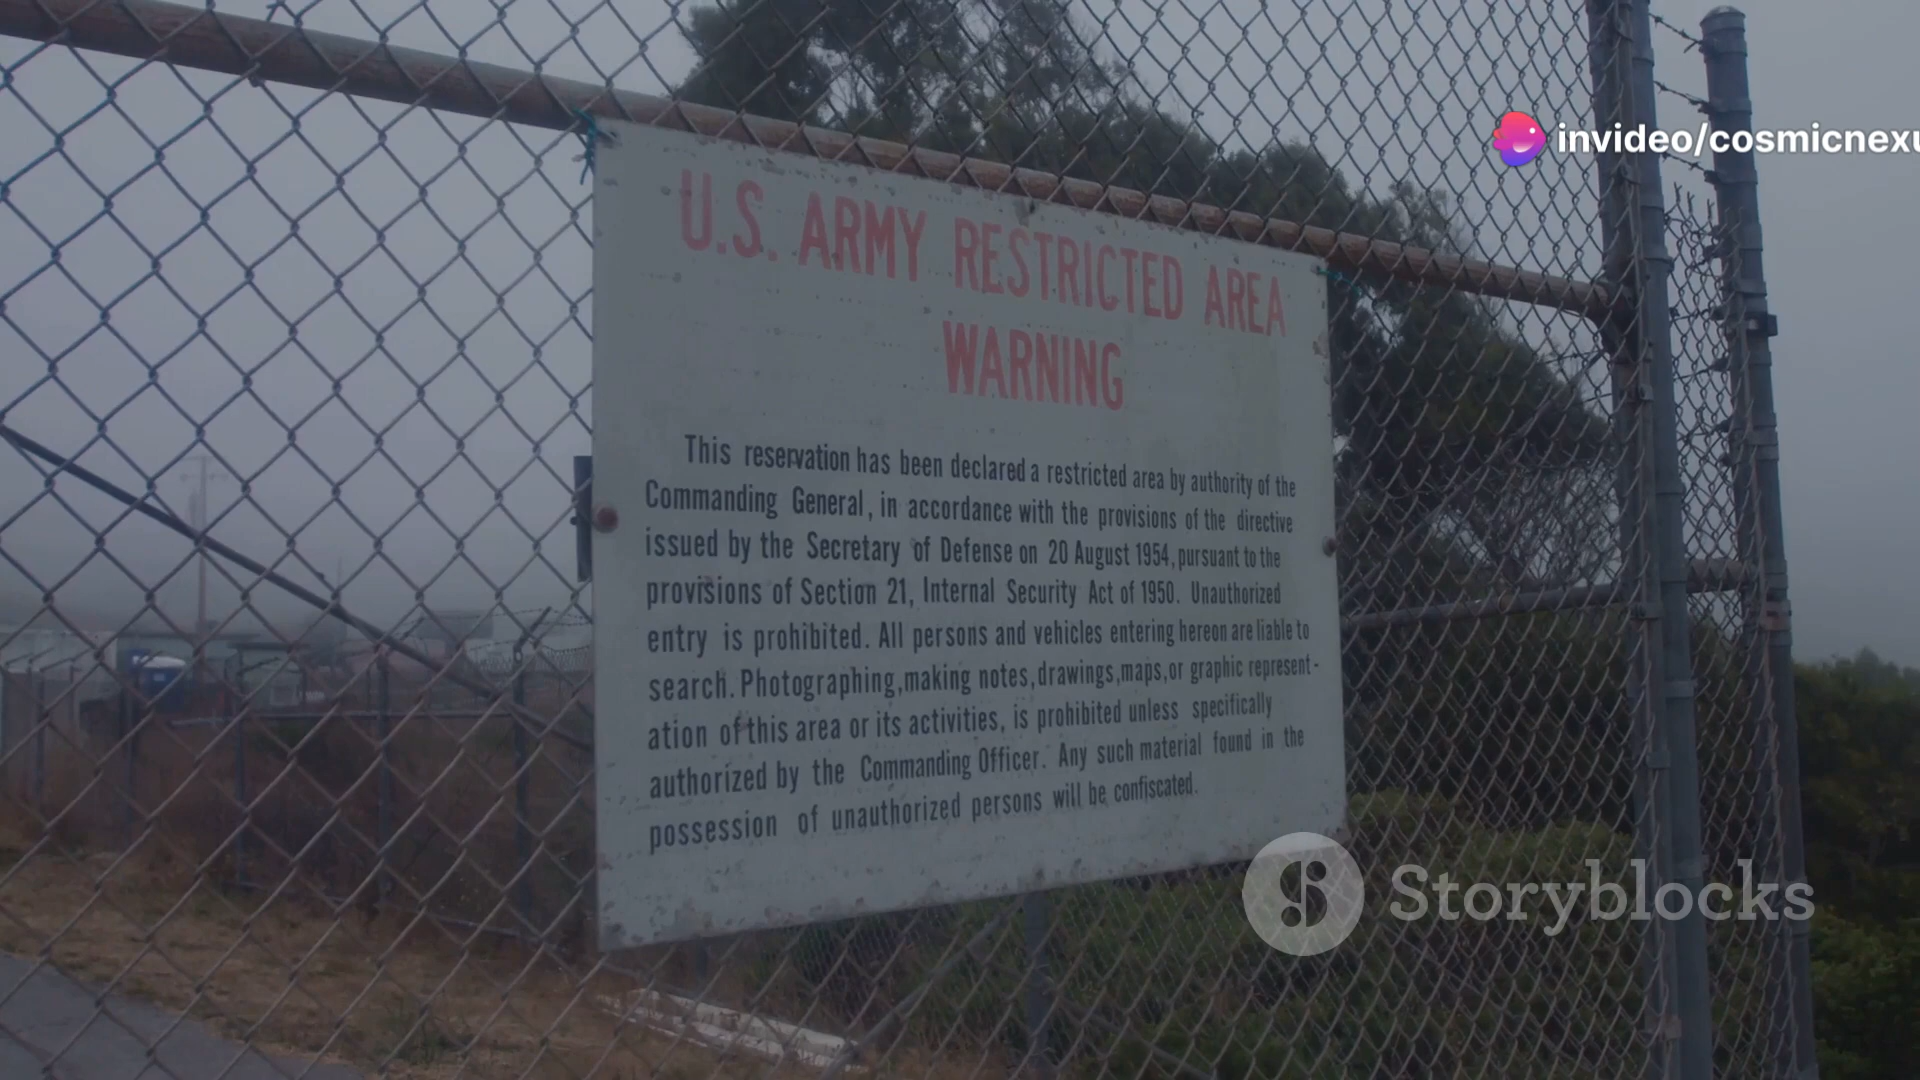 invideo/cosmicnexu
U.S. ARMY RESTRICTED AREA
WARNING
This reservation has been declared a restricted area by authority of the
Commanding General, in accordance with the provisions of the directive
issued by the Secretary of Defense on 20 August 1954, pursuant to the
provisions of Section 21, Internal Security Act of 1950. Unauthorized
entry is prohibited. All persons and vehicles entering hereon are liable to
search. Photographing, making notes, drawings, maps, or graphic represent-
ation of this area or its activities, is prohibited unless specifically
authorized by the Commanding Officer. Any such material found in the
possession of unauthorized persons will be confiscated.
Storyblocks